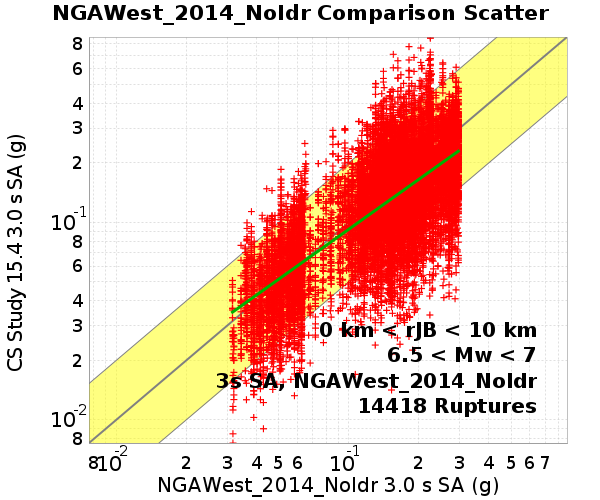 NGAWest_2014_NoIdr Comparison Scatter
8
6
4
3
2
10-1
8
6
4
3
2
10-2
8
CS Study 15.4 3.0 s SA (g)
0 km < rJB < 10 km
6.5 < Mw < 7
3s SA, NGAWest_2014_NoIdr
14418 Ruptures
8 10-2 2 3 4 5 6 10-1 2 3 4 5 6 7
NGAWest_2014_NoIdr 3.0 s SA (g)